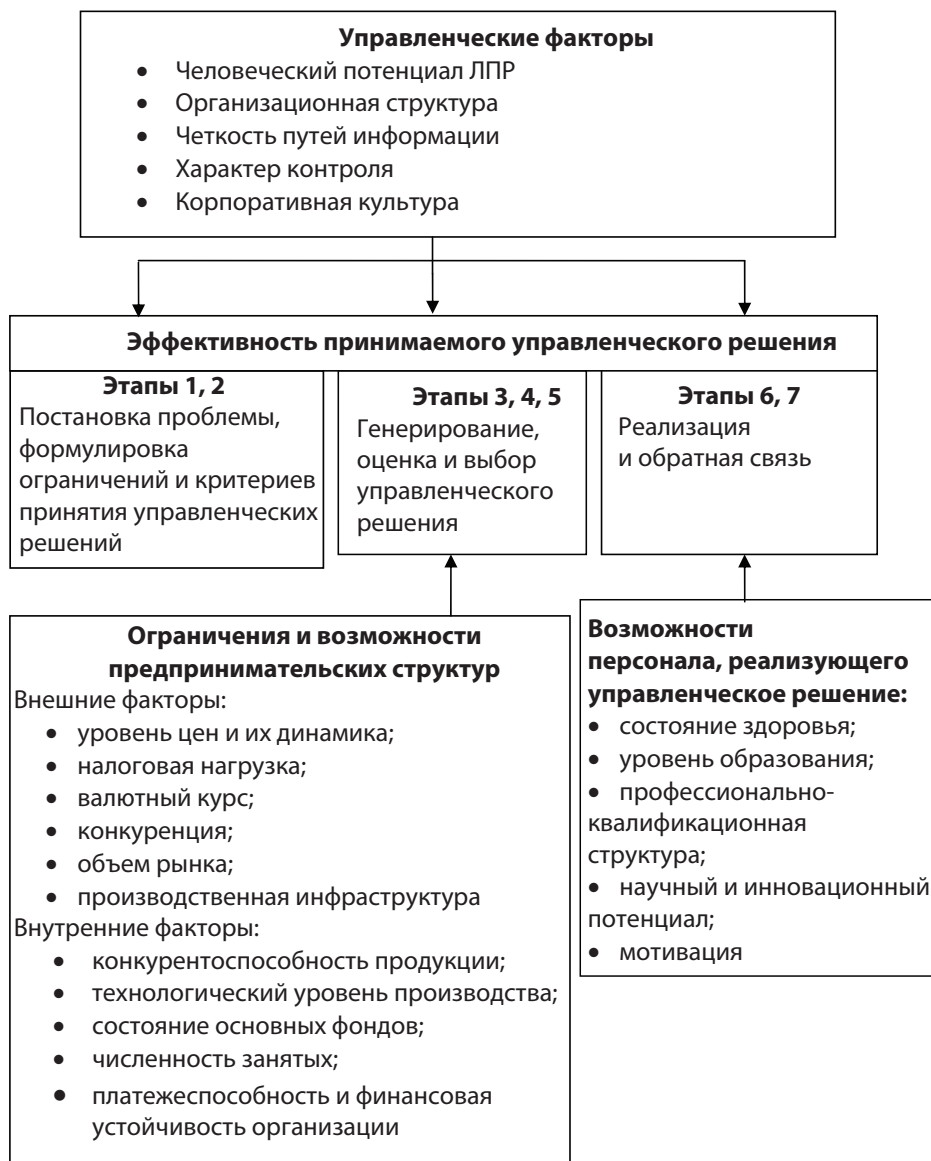 Управленческие факторы
• Человеческий потенциал ЛПР
• Организационная структура
• Четкость путей информации
• Характер контроля
• Корпоративная культура
Эффективность принимаемого управленческого решения
Этапы 1, 2
Постановка проблемы,
формулировка
ограничений и критериев
принятия управленческих
решений
Этапы 3, 4, 5
Генерирование,
оценка и выбор
управленческого
решения
Этапы 6, 7
Реализация
и обратная связь
Ограничения и возможности
предпринимательских структур
Внешние факторы:
• уровень цен и их динамика;
• налоговая нагрузка;
• валютный курс;
• конкуренция;
• объем рынка;
• производственная инфраструктура
Внутренние факторы:
• конкурентоспособность продукции;
• технологический уровень производства;
• состояние основных фондов;
• численность занятых;
• платежеспособность и финансовая
устойчивость организации
Возможности
персонала, реализующего
управленческое решение:
• состояние здоровья;
• уровень образования;
• профессионально-
квалификационная
структура;
• научный и инновационный
потенциал;
• мотивация